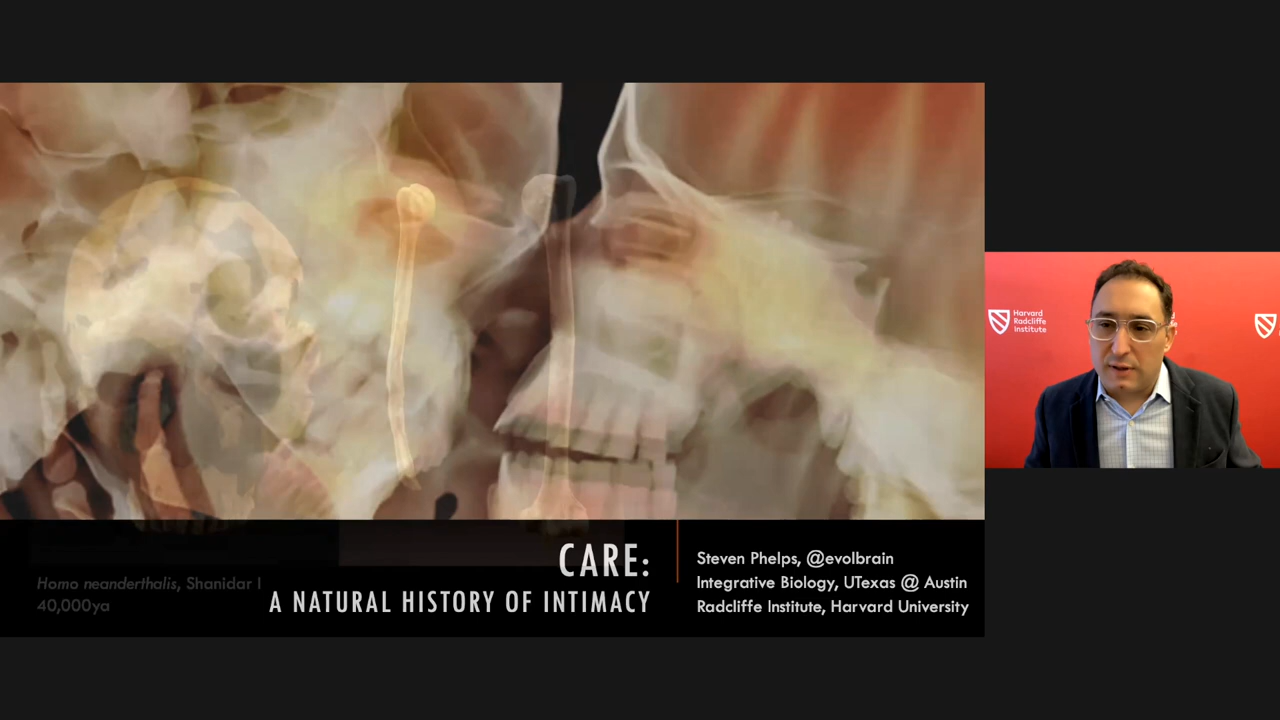 Harvard
Radcliffe
Institute
CARE:
A NATURAL HISTORY OF INTIMACY
Steven Phelps, @evolbrain
Integrative Biology, UTexas @ Austin
Radcliffe Institute, Harvard University
Homo neanderthalis, Shanidar I
40,000ya